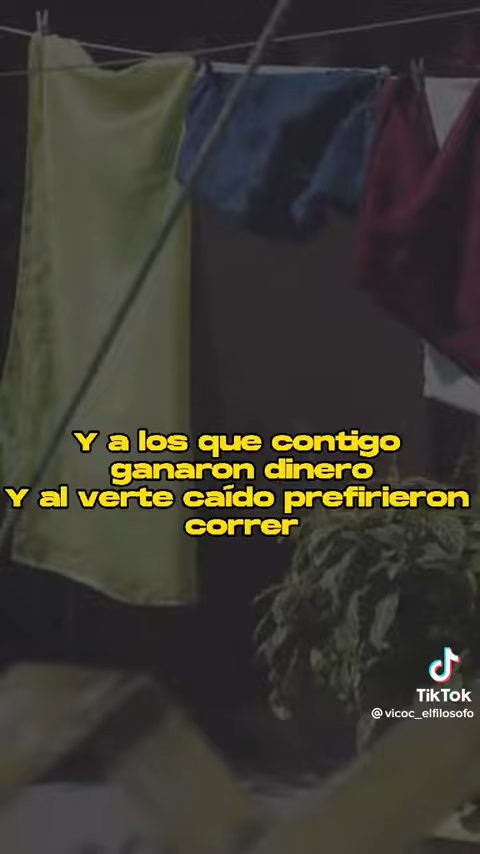 Y a los que contigo
ganaron dinero
Y al verte caído prefirieron
correr
TikTok
@vicoc_elfilosofo